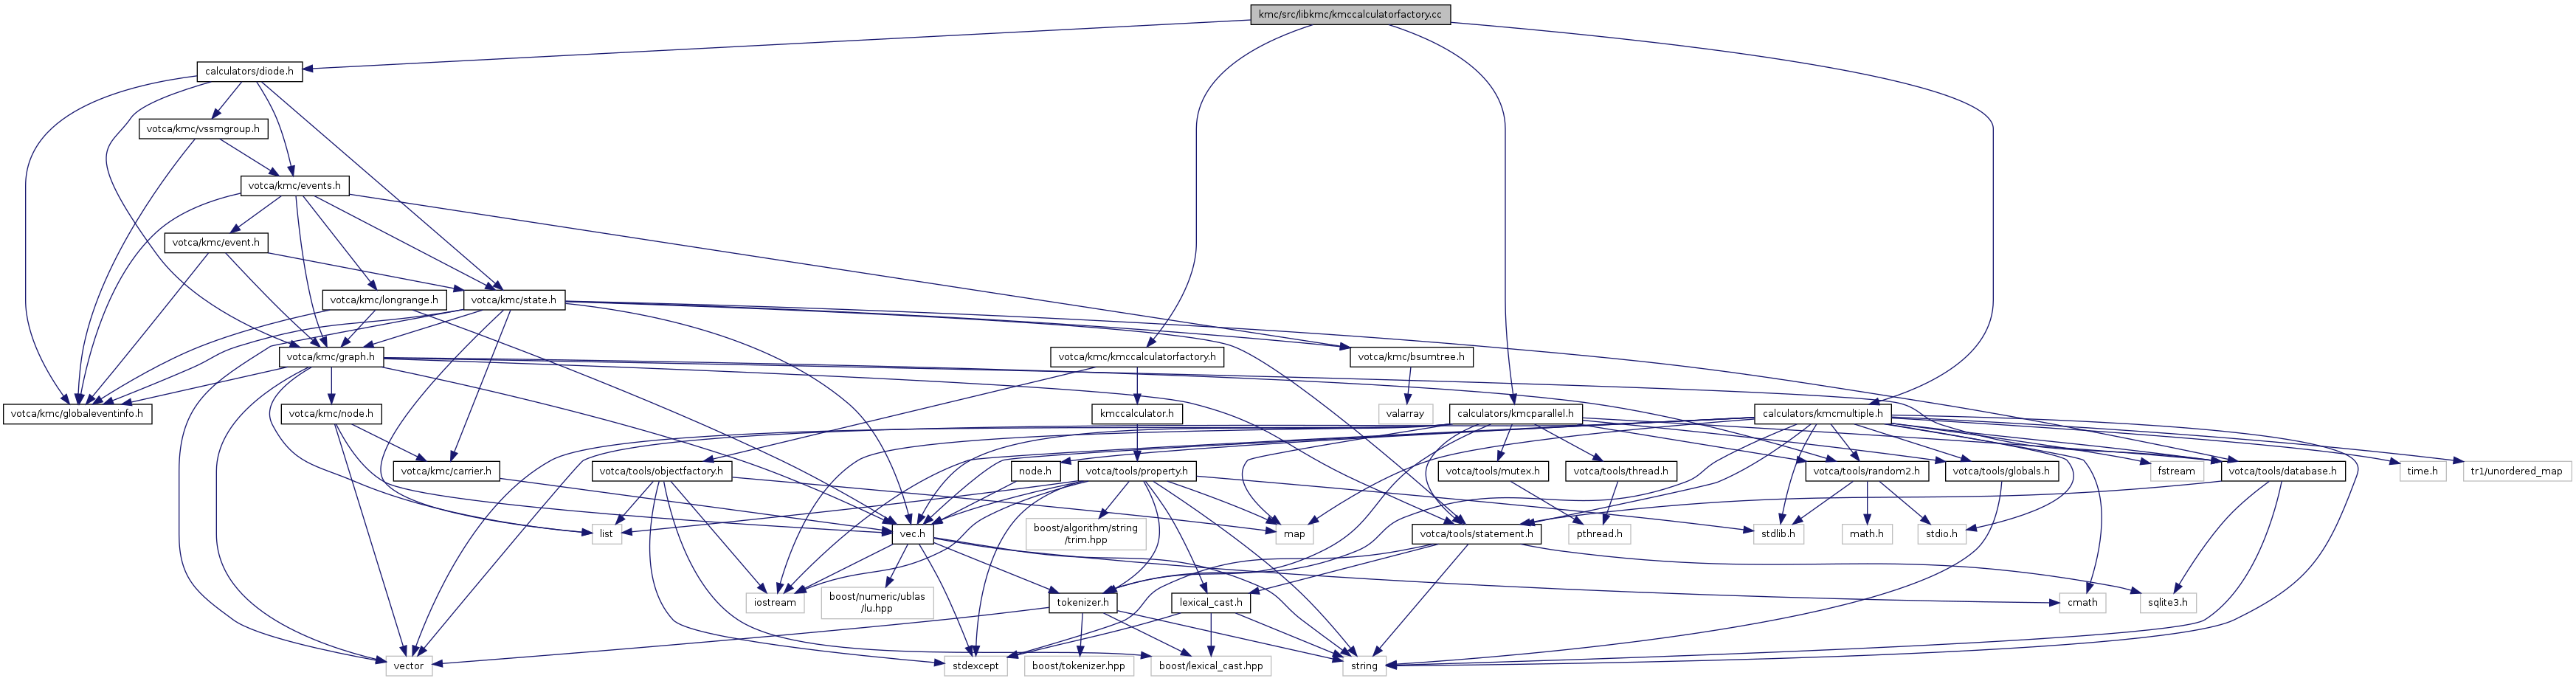 kmc/src/libkmc/kmccalculatorfactory.cc
calculators/diode.h
votca/kmc/vssmgroup.h
votca/kmc/events.h
votca/kmc/event.h
votca/kmc/longrange.h
votca/kmc/state.h
votca/kmc/graph.h
votca/kmc/kmccalculatorfactory.h
votca/kmc/bsumtree.h
votca/kmc/globaleventinfo.h
votca/kmc/node.h
kmccalculator.h
valarray
calculators/kmcparallel.h
calculators/kmcmultiple.h
votca/kmc/carrier.h
votca/tools/objectfactory.h
node.h
votca/tools/property.h
votca/tools/mutex.h
votca/tools/thread.h
votca/tools/random2.h
votca/tools/globals.h
fstream
votca/tools/database.h
time.h
tr1/unordered_map
list
vec.h
boost/algorithm/string
/trim.hpp
map
votca/tools/statement.h
pthread.h
stdlib.h
math.h
stdio.h
iostream
boost/numeric/ublas
/lu.hpp
tokenizer.h
lexical_cast.h
cmath
sqlite3.h
vector
stdexcept
boost/tokenizer.hpp
boost/lexical_cast.hpp
string